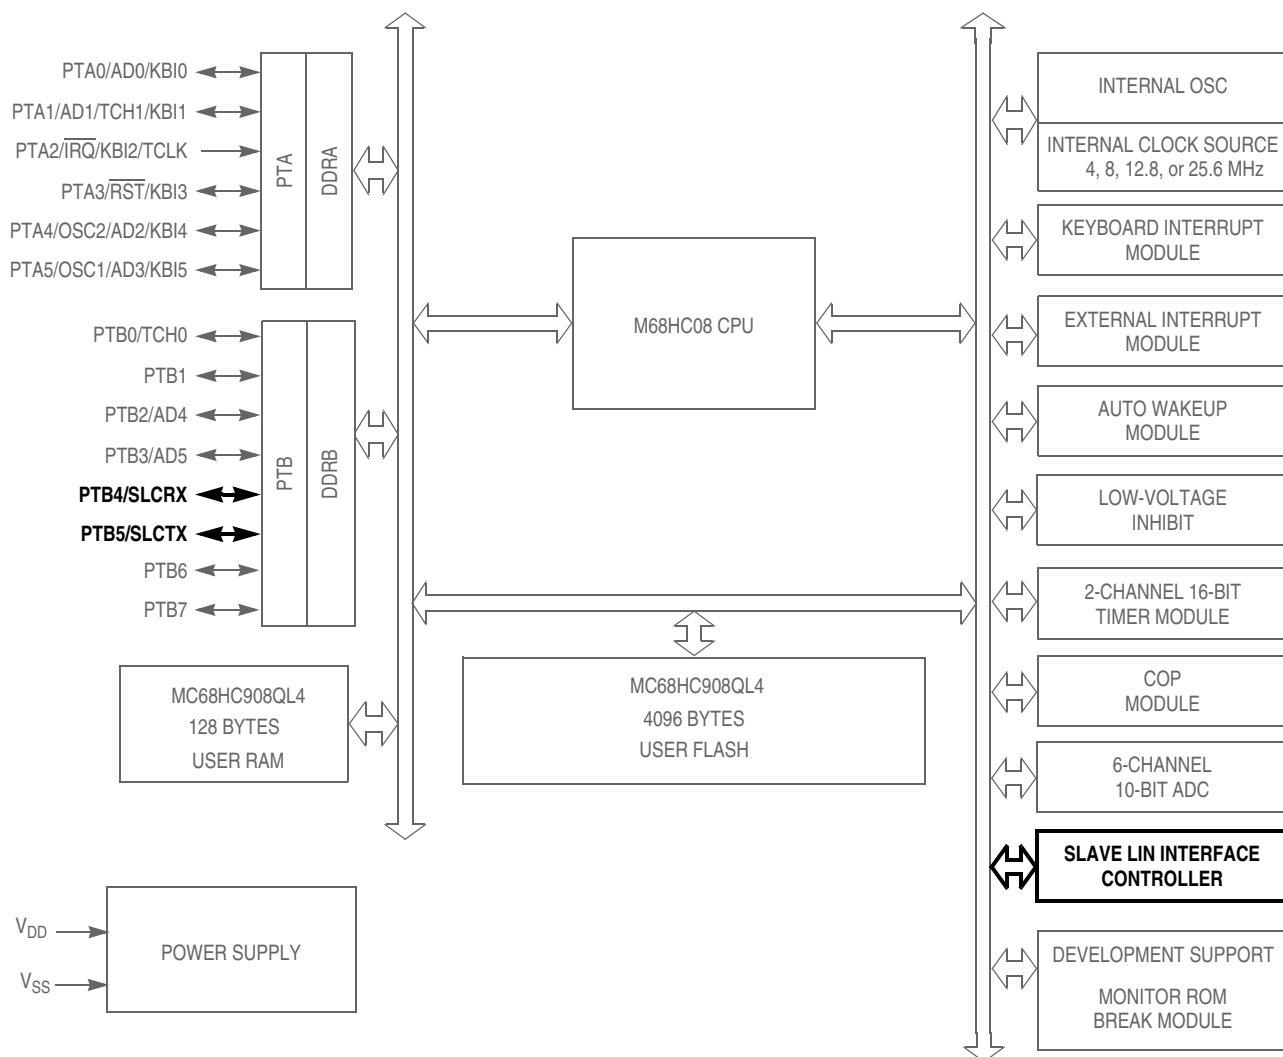 PTA0/AD0/KBI0
PTA1/AD1/TCH1/KBI1
PTA2/IRQ/KBI2/TCLK
PTA3/RST/KBI3
PTA4/OSC2/AD2/KBI4
PTA5/OSC1/AD3/KBI5
PTA
DDRA
PTB0/TCH0
PTB1
PTB2/AD4
PTB3/AD5
PTB4/SLCRX
PTB5/SLCTX
PTB6
PTB7
PTB
DDRB
MC68HC908QL4
128 BYTES
USER RAM
VDD
VSS
POWER SUPPLY
M68HC08 CPU
MC68HC908QL4
4096 BYTES
USER FLASH
INTERNAL OSC
INTERNAL CLOCK SOURCE
4, 8, 12.8, or 25.6 MHz
KEYBOARD INTERRUPT
MODULE
EXTERNAL INTERRUPT
MODULE
AUTO WAKEUP
MODULE
LOW-VOLTAGE
INHIBIT
2-CHANNEL 16-BIT
TIMER MODULE
COP
MODULE
6-CHANNEL
10-BIT ADC
SLAVE LIN INTERFACE
CONTROLLER
DEVELOPMENT SUPPORT
MONITOR ROM
BREAK MODULE